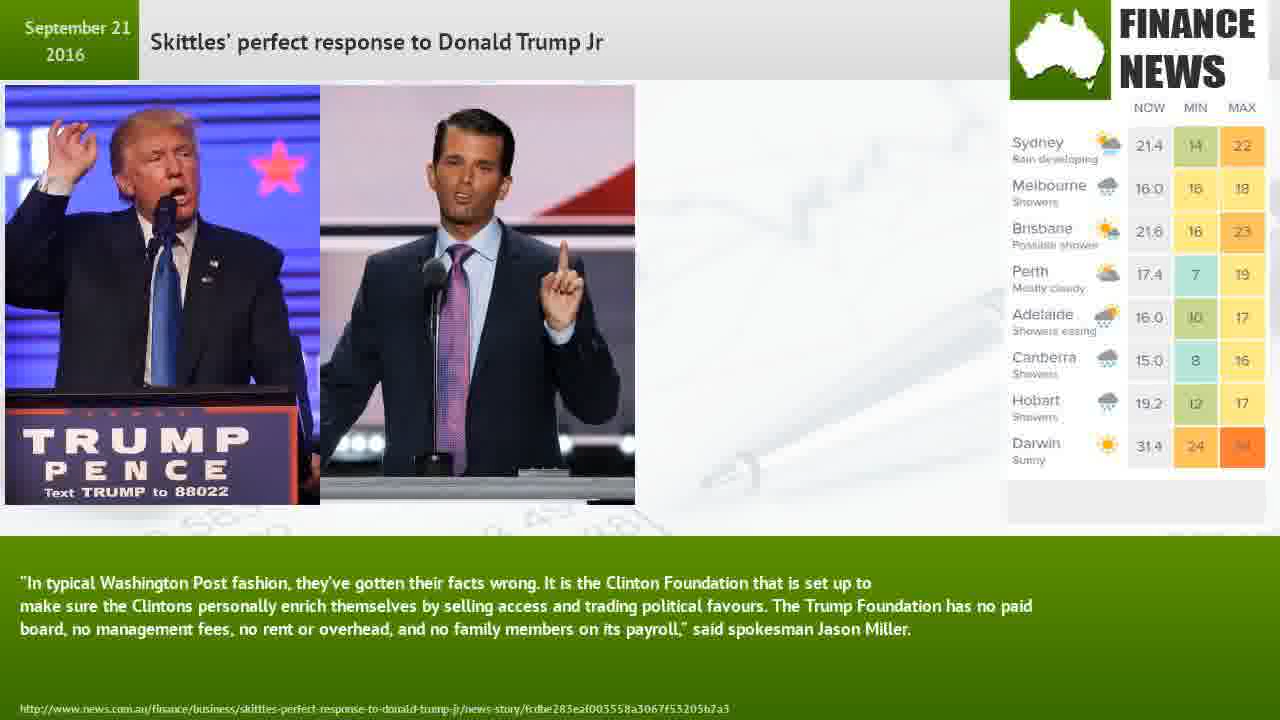 September 21
2016
Skittles' perfect response to Donald Trump Jr
FINANCE
NEWS
NOW MIN MAX
Sydney 21.4 14 22
Rain developing
Melbourne 16.0 16 18
Showers
Brisbane 21.6 16 23
Possible shower
Perth 17.4 7 19
Mostly cloudy
Adelaide 16.0 10 17
Showers easing
Canberra 15.0 8 16
Showers
Hobart 19.2 12 17
Showers
Darwin 31.4 24
Sunny
TRUMP
PENCE
Text TRUMP to 88022
"In typical Washington Post fashion, they've gotten their facts wrong. It is the Clinton Foundation that is set up to
make sure the Clintons personally enrich themselves by selling access and trading political favours. The Trump Foundation has no paid
board, no management fees, no rent or overhead, and no family members on its payroll," said spokesman Jason Miller.
http://www.news.com.au/finance/business/skittles-perfect-response-to-donald-trump-jr/news-story/fcdbe283eaf003558a3067f53205b7a3